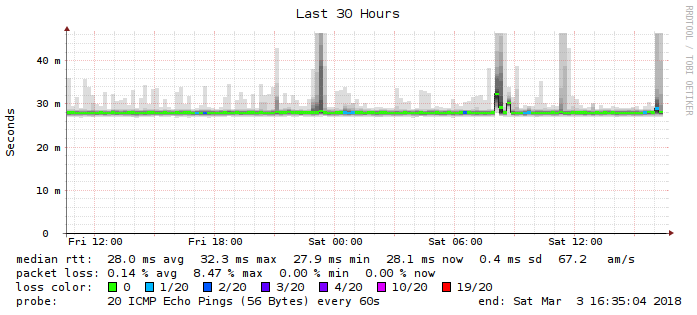 Last 30 Hours
RRDTOOL / TOBI OETIKER
Seconds
40 m
30 m
20 m
10 m
0
Fri 12:00 Fri 18:00 Sat 00:00 Sat 06:00 Sat 12:00
median rtt: 28.0 ms avg 32.3 ms max 27.9 ms min 28.1 ms now 0.4 ms sd 67.2 am/s
packet loss: 0.14 % avg 8.47 % max 0.00 % min 0.00 % now
loss color: 0 1/20 2/20 3/20 4/20 10/20 19/20
probe: 20 ICMP Echo Pings (56 Bytes) every 60s end: Sat Mar 3 16:35:04 2018